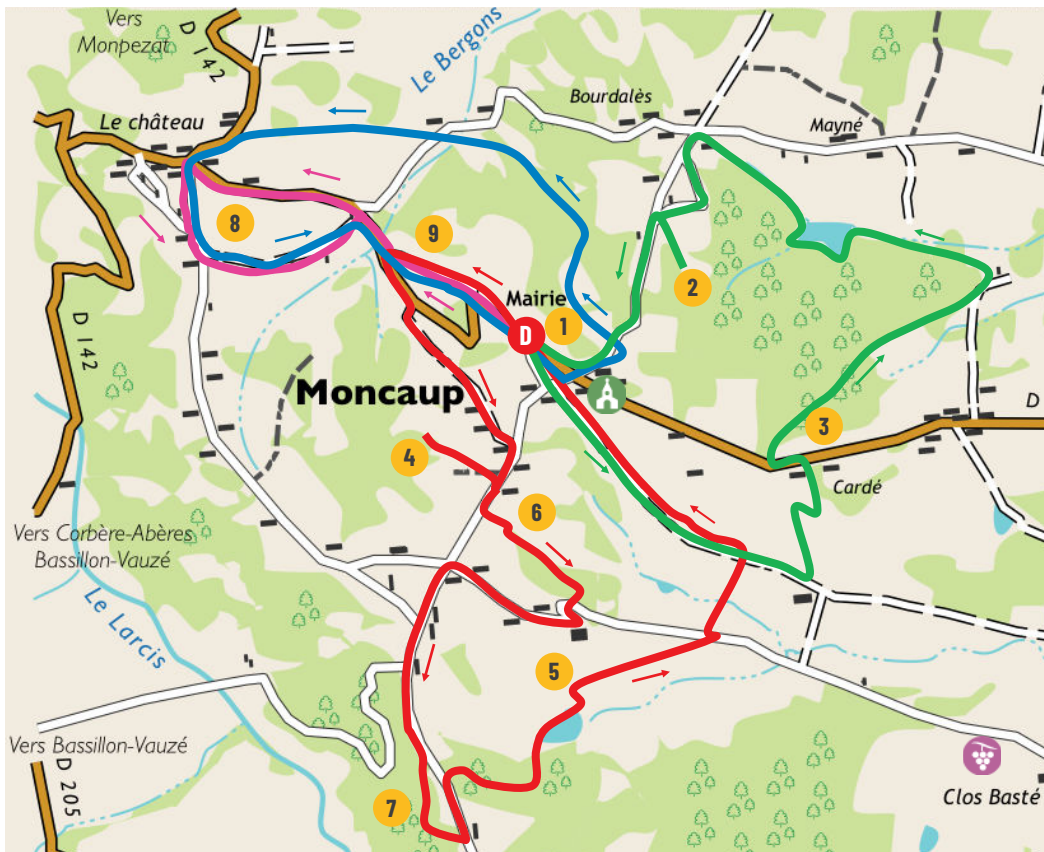 Vers
Monpezat
D 142
Le Bergons
Bourdalès
Mayné
Le château
8
9
2
Mairie
D
1
D 142
Moncaup
3
D
4
Cardé
6
Vers Corbère-Abères
Bassillon-Vauzé
Le Larcis
5
Vers Bassillon-Vauzé
D 205
7
Clos Basté